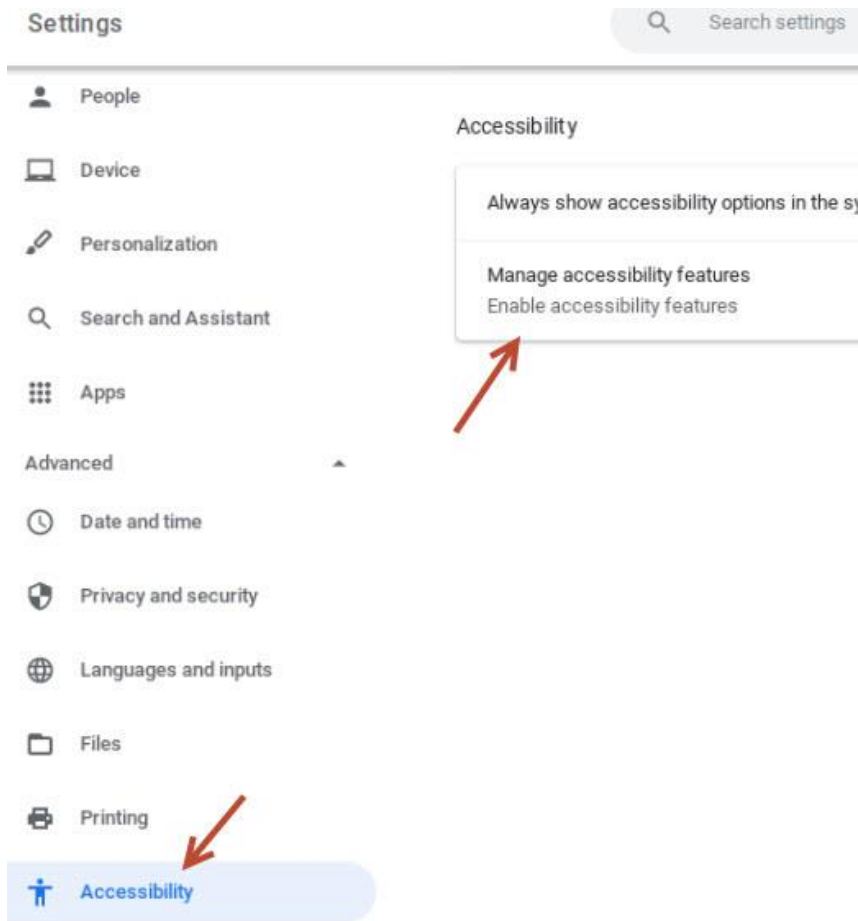 Settings
Search settings
People
Device
Personalization
Search and Assistant
Apps
Advanced
Date and time
Privacy and security
Languages and inputs
Files
Printing
Accessibility
Accessibility
Always show accessibility options in the sy
Manage accessibility features
Enable accessibility features